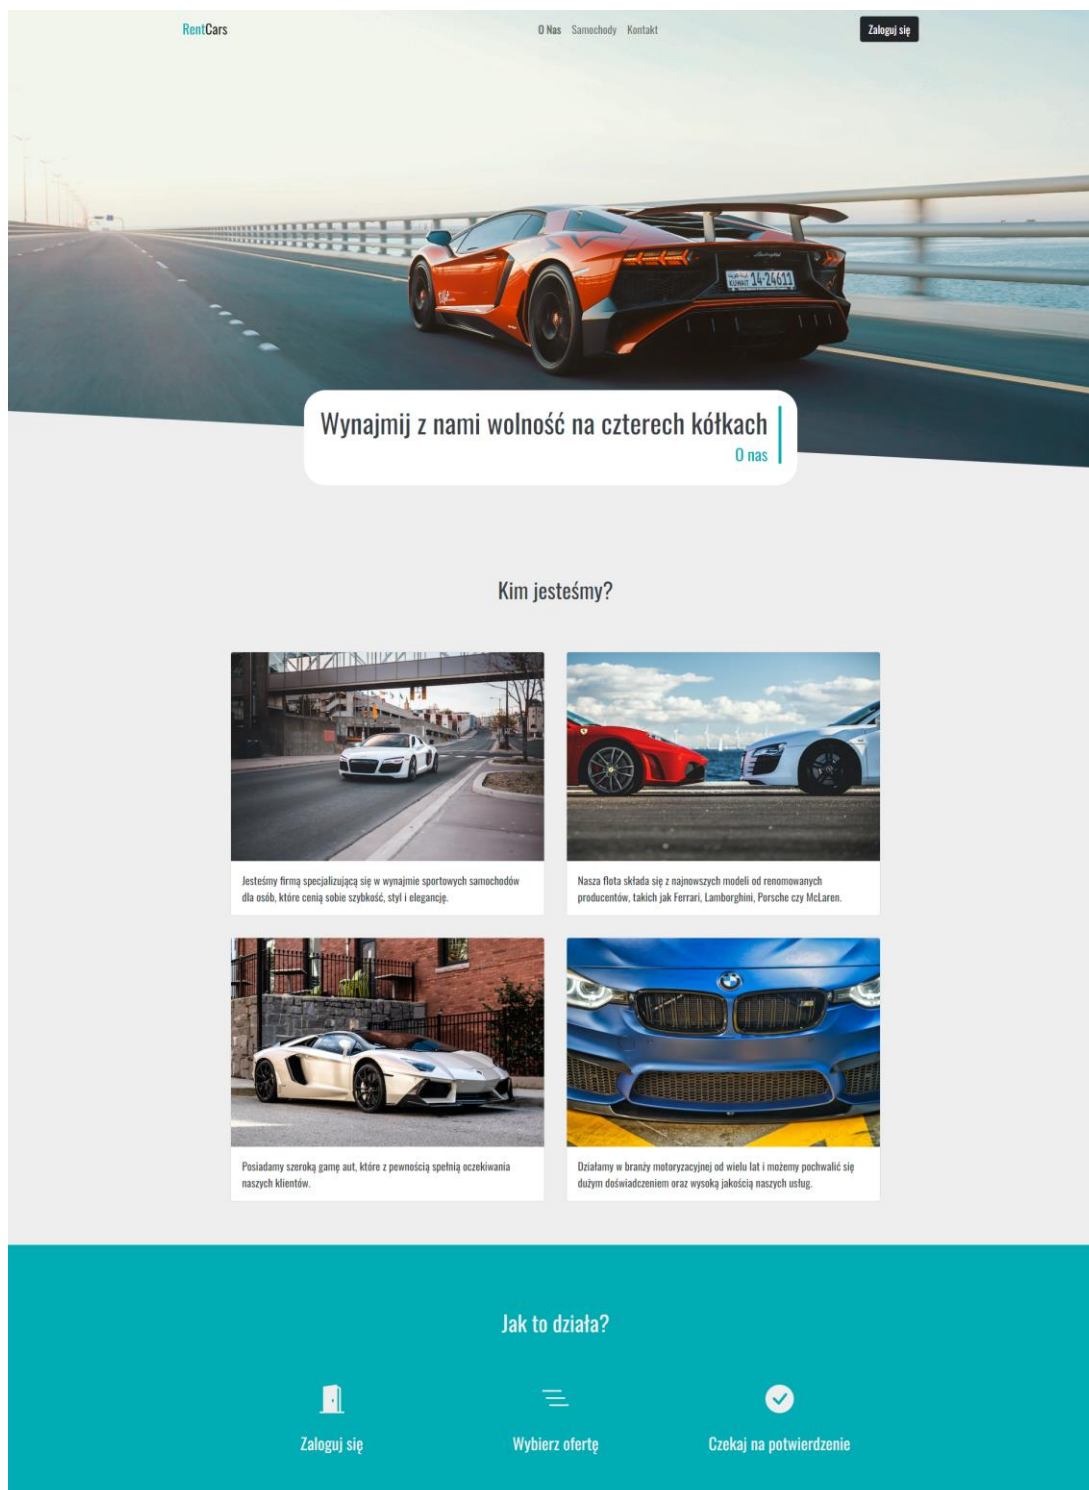 RentCars
O Nas Samochody Kontakt
Zaloguj się
KUWAIT 14-24611
Wynajmij z nami wolność na czterech kółkach
O nas
Kim jesteśmy?
Jesteśmy firmą specjalizującą się w wynajmie sportowych samochodów
dla osób, które cenią sobie szybkość, styl i elegancję.
Nasza flota składa się z najnowszych modeli od renomowanych
producentów, takich jak Ferrari, Lamborghini, Porsche czy McLaren.
Posiadamy szeroką gamę aut, które z pewnością spełnią oczekiwania
naszych klientów.
Działamy w branży motoryzacyjnej od wielu lat i możemy pochwalić się
dużym doświadczeniem oraz wysoką jakością naszych usług.
Jak to działa?
Zaloguj się
Wybierz ofertę
Czekaj na potwierdzenie